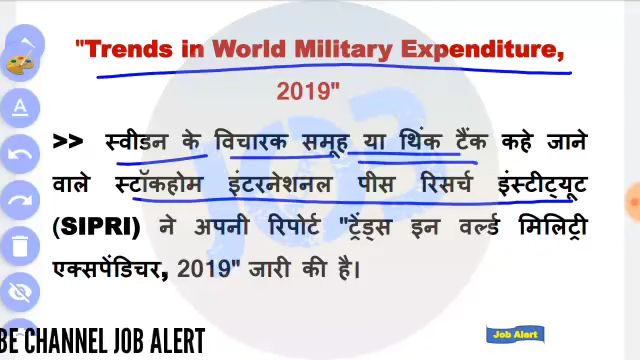 "Trends in World Military Expenditure,
2019"
>> स्वीडन के विचारक समूह या थिंक टैंक कहे जाने
वाले स्टॉकहोम इंटरनेशनल पीस रिसर्च इंस्टीट्यूट
(SIPRI) ने अपनी रिपोर्ट "ट्रेंड्स इन वर्ल्ड मिलिट्री
एक्सपेंडिचर, 2019" जारी की है।
BE CHANNEL JOB ALERT
Job Alert
JOB
A